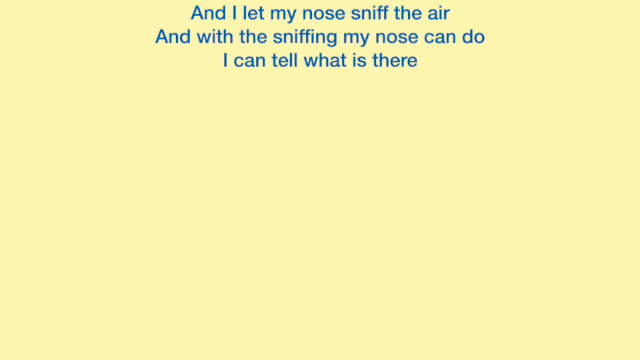 And I let my nose sniff the air
And with the sniffing my nose can do
I can tell what is there